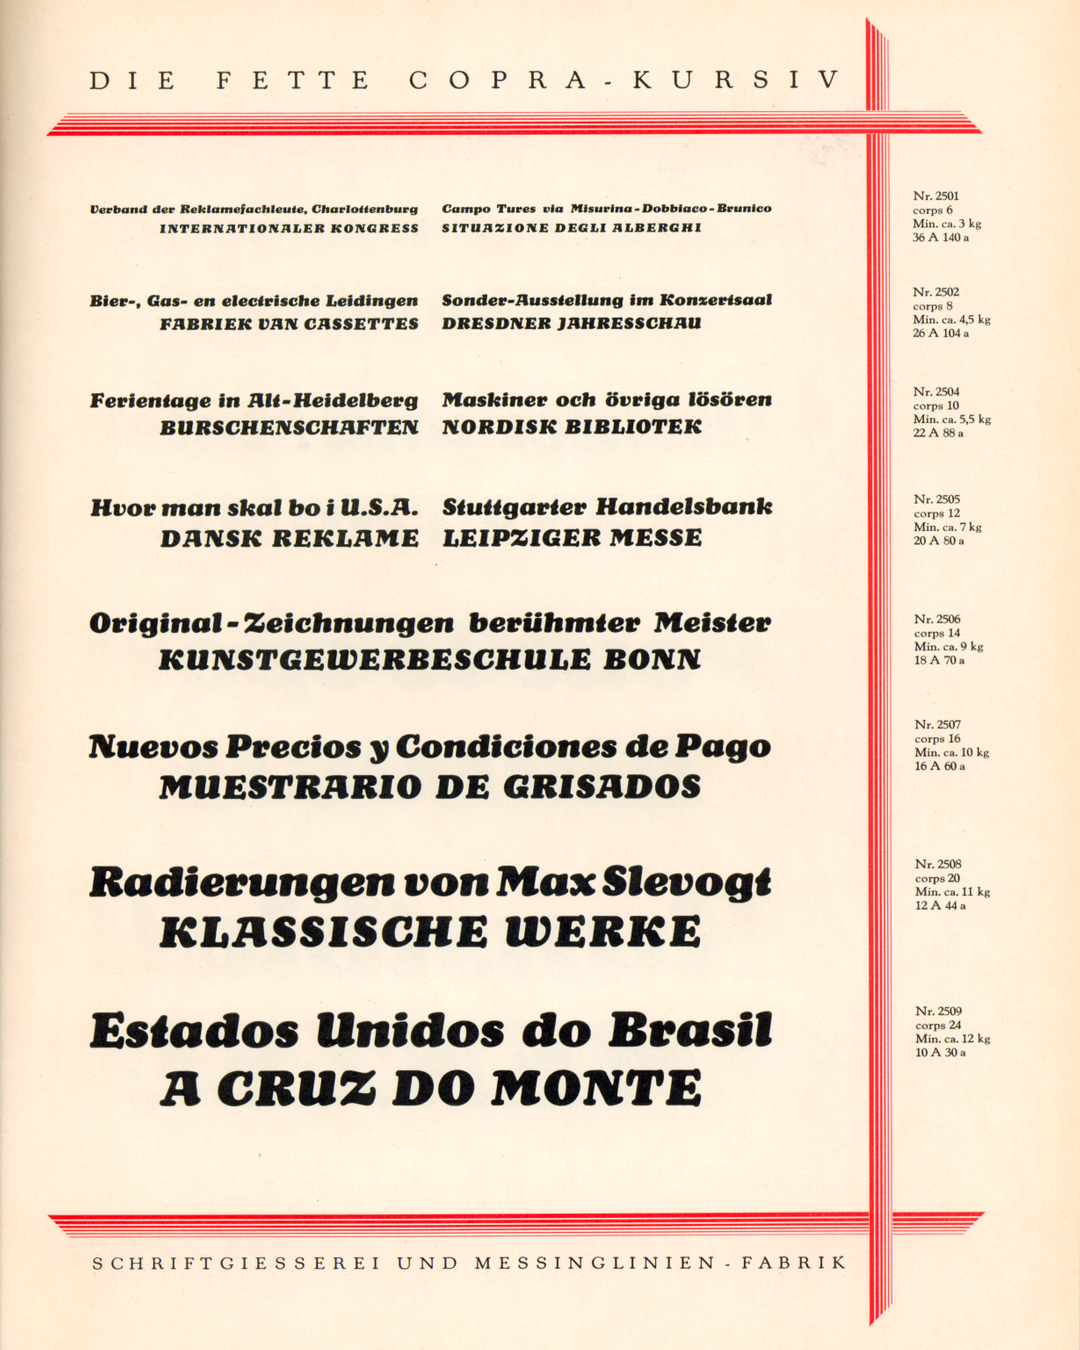 DIE FETTE COPRA-KURSIV
Verband der Reklamefachleute, Charlottenburg
INTERNATIONALER KONGRESS
Campo Tures via Misurina-Dobbiaco-Brunico
SITUAZIONE DEGLI ALBERGHI
Nr. 2501
corps 6
Min. ca. 3 kg
36 A 140 a
Bier-, Gas- en electrische Leidingen
FABRIEK VAN CASSETTES
Sonder-Ausstellung im Konzertsaal
DRESDNER JAHRESSCHAU
Nr. 2502
corps 8
Min. ca. 4,5 kg
26 A 104 a
Ferientage in Alt-Heidelberg
BURSCHENSCHAFTEN
Maskiner och övriga lösören
NORDISK BIBLIOTEK
Nr. 2504
corps 10
Min. ca. 5,5 kg
22 A 88 a
Hvor man skal bo i U.S.A.
DANSK REKLAME
Stuttgarter Handelsbank
LEIPZIGER MESSE
Nr. 2505
corps 12
Min. ca. 7 kg
20 A 80 a
Original-Zeichnungen berühmter Meister
KUNSTGEWERBESCHULE BONN
Nr. 2506
corps 14
Min. ca. 9 kg
18 A 70 a
Nuevos Precios y Condiciones de Pago
MUESTRARIO DE GRISADOS
Nr. 2507
corps 16
Min. ca. 10 kg
16 A 60 a
Radierungen von Max Slevogt
KLASSISCHE WERKE
Nr. 2508
corps 20
Min. ca. 11 kg
12 A 44 a
Estados Unidos do Brasil
A CRUZ DO MONTE
Nr. 2509
corps 24
Min. ca. 12 kg
10 A 30 a
SCHRIFTGIESSEREI UND MESSINGLINIEN-FABRIK